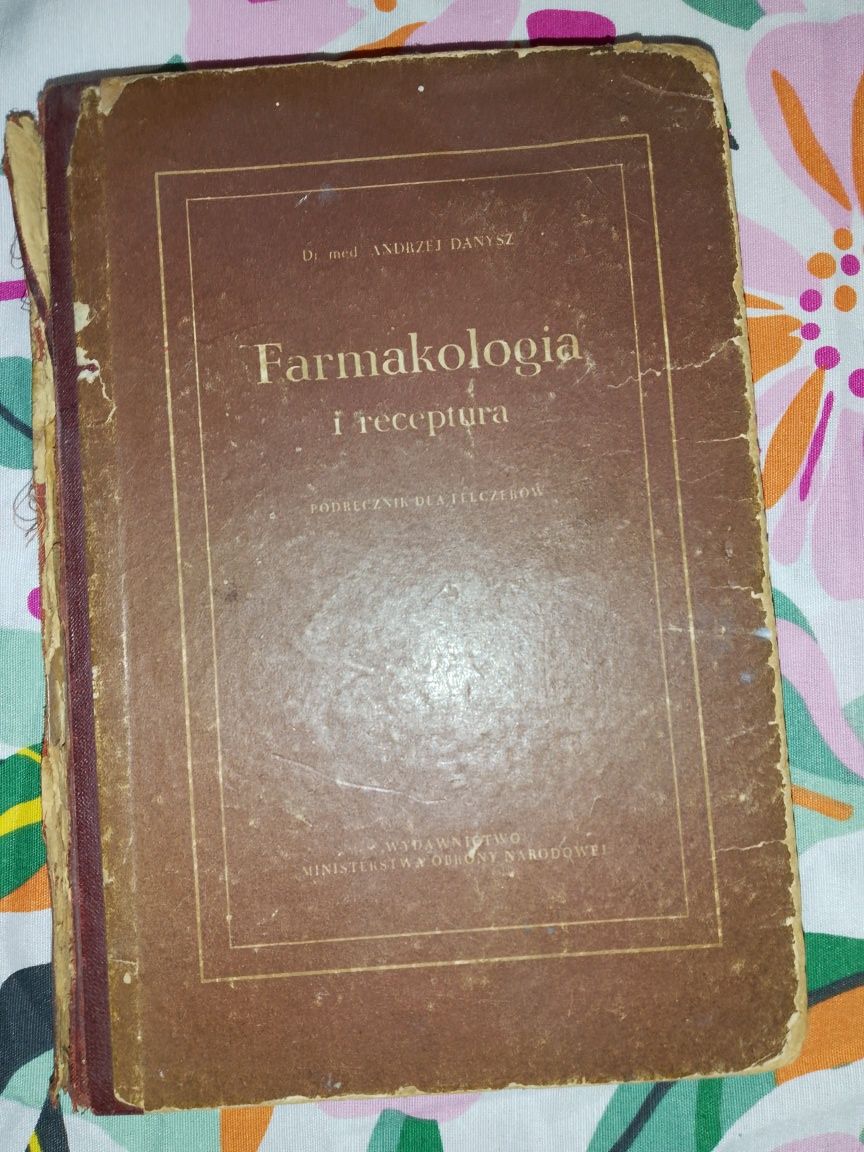 Dr med ANDRZEJ DANYSZ
Farmakologia
i receptura
PODRĘCZNIK DLA FELCZERÓW
WYDAWNICTWO
MINISTERSTWA OBRONY NARODOWEJ